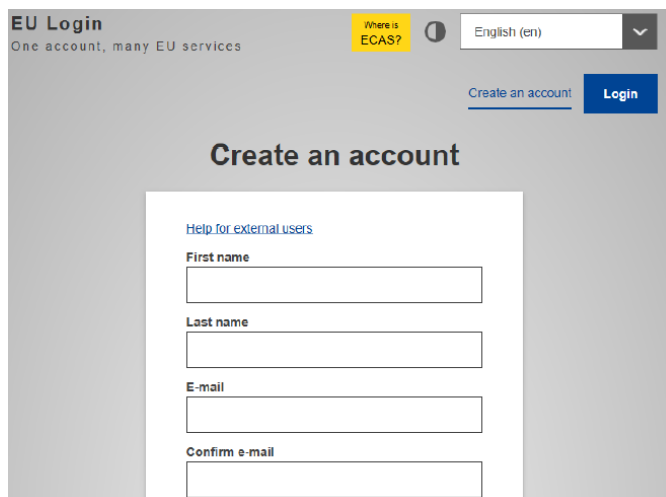 EU Login
One account, many EU services
Where is
ECAS?
English (en)
Create an account
Login
Create an account
Help for external users
First name
Last name
E-mail
Confirm e-mail